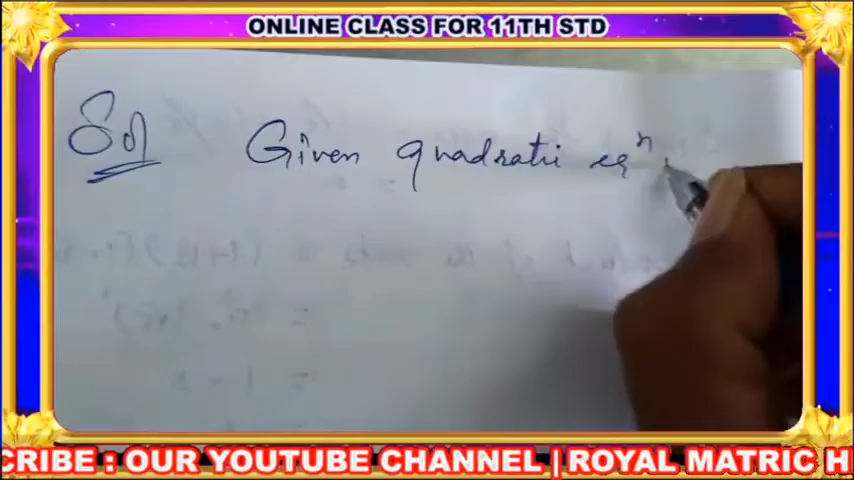 ONLINE CLASS FOR 11TH STD
Sol Given quadratic eqn
CRIBE : OUR YOUTUBE CHANNEL | ROYAL MATRIC H